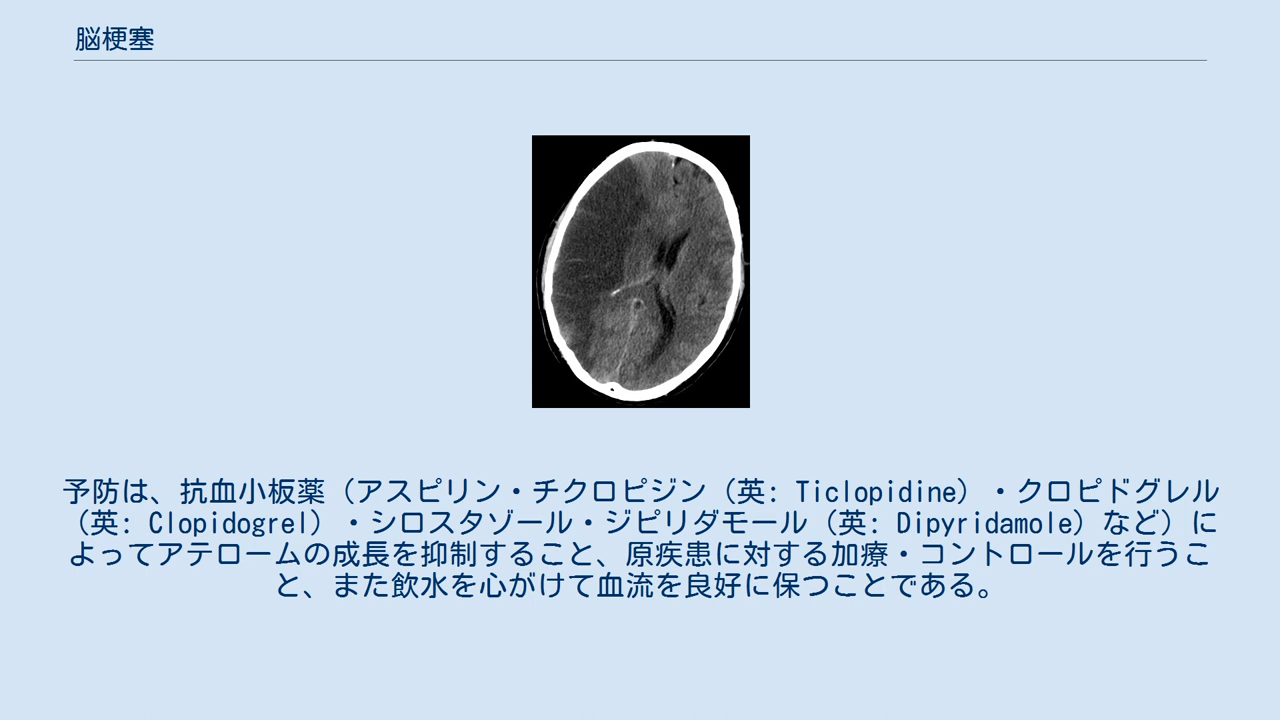 脳梗塞
予防は、抗血小板薬（アスピリン・チクロピジン（英: Ticlopidine）・クロピドグレル
（英: Clopidogrel）・シロスタゾール・ジピリダモール（英: Dipyridamole）など）に
よってアテロームの成長を抑制すること、原疾患に対する加療・コントロールを行うこ
と、また飲水を心がけて血流を良好に保つことである。